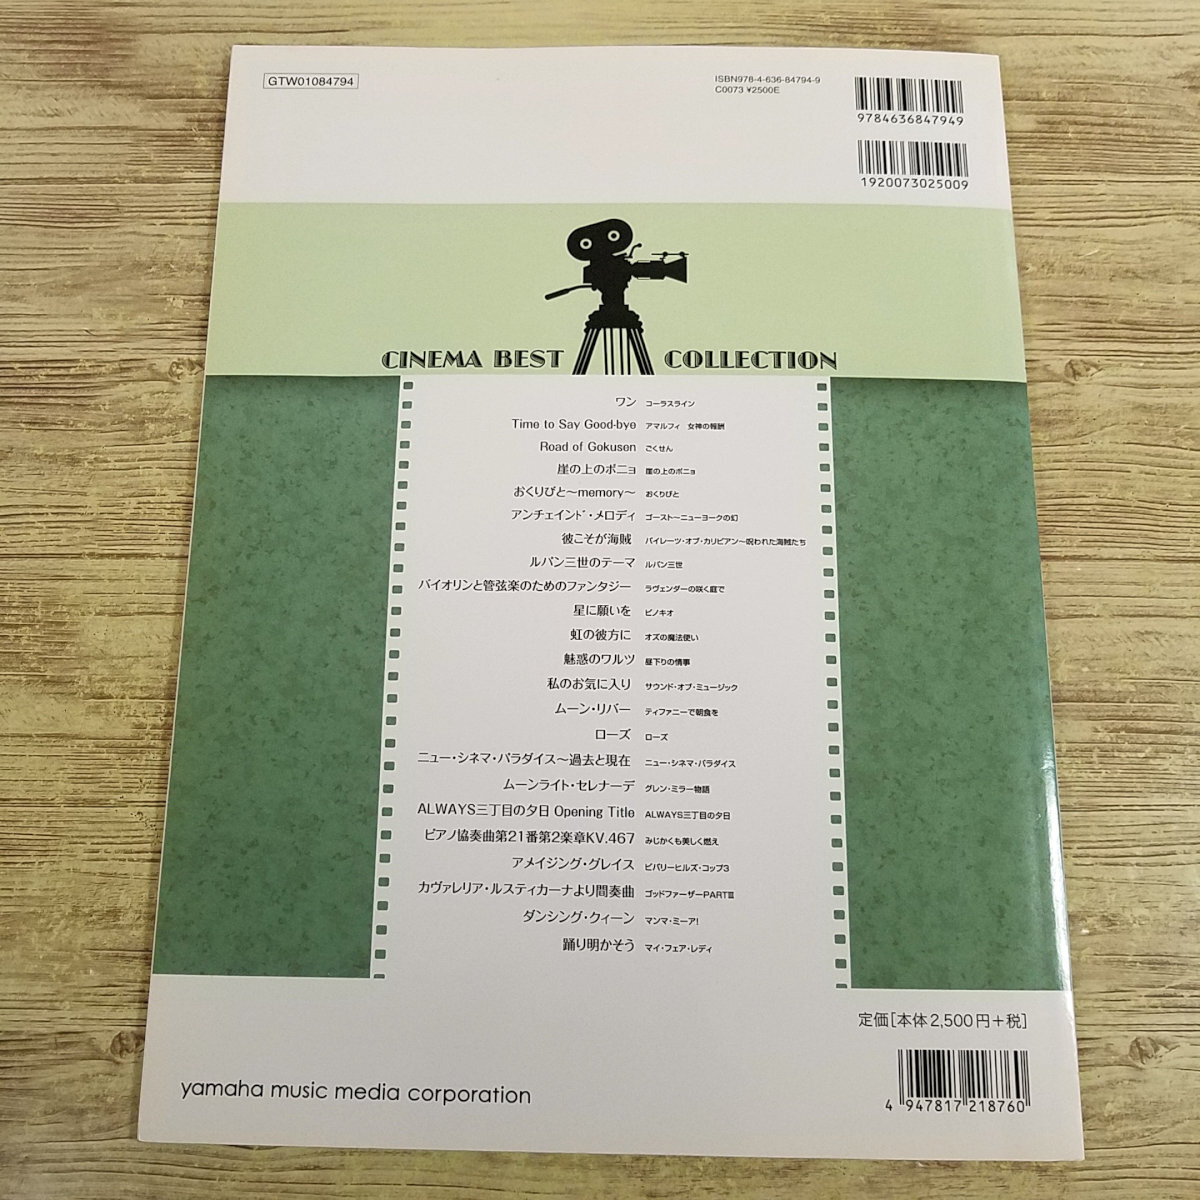 GTW01084794
ISBN978-4-636-84794-9
C0073 ¥2500E
9784636847949
1920073025009
CINEMA BEST COLLECTION
ワン コーラスライン
Time to Say Good-bye アマルフィ 女神の報酬
Road of Gokusen ごくせん
崖の上のポニョ 崖の上のポニョ
おくりびと〜memory〜 おくりびと
アンチェインド・メロディ ゴースト〜ニューヨークの幻
彼こそが海賊 パイレーツ・オブ・カリビアン〜呪われた海賊たち
ルパン三世のテーマ ルパン三世
バイオリンと管弦楽のためのファンタジー ラヴェンダーの咲く庭で
星に願いを ピノキオ
虹の彼方に オズの魔法使い
魅惑のワルツ 昼下りの情事
私のお気に入り サウンド・オブ・ミュージック
ムーン・リバー ティファニーで朝食を
ローズ ローズ
ニュー・シネマ・パラダイス〜過去と現在 ニュー・シネマ・パラダイス
ムーンライト・セレナーデ グレン・ミラー物語
ALWAYS三丁目の夕日 Opening Title ALWAYS三丁目の夕日
ピアノ協奏曲第21番第2楽章KV.467 みじかくも美しく燃え
アメイジング・グレイス ビバリーヒルズ・コップ3
カヴァレリア・ルスティカーナより間奏曲 ゴッドファーザーPARTⅢ
ダンシング・クィーン マンマ・ミーア!
踊り明かそう マイ・フェア・レディ
定価[本体2,500円+税]
yamaha music media corporation
4 947817 218760